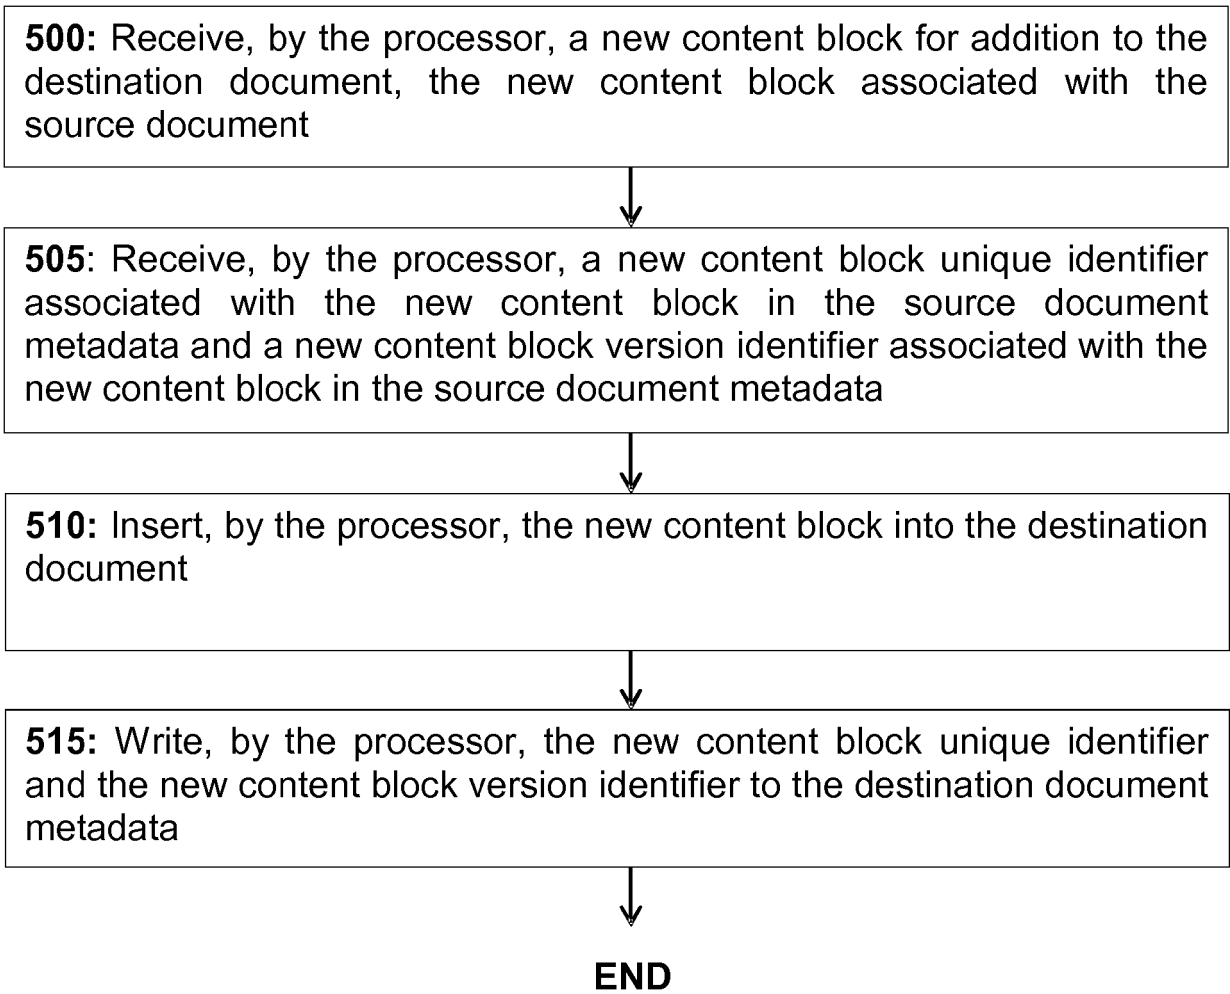 500: Receive, by the processor, a new content block for addition to the
destination document, the new content block associated with the
source document
505: Receive, by the processor, a new content block unique identifier
associated with the new content block in the source document
metadata and a new content block version identifier associated with the
new content block in the source document metadata
510: Insert, by the processor, the new content block into the destination
document
515: Write, by the processor, the new content block unique identifier
and the new content block version identifier to the destination document
metadata
END